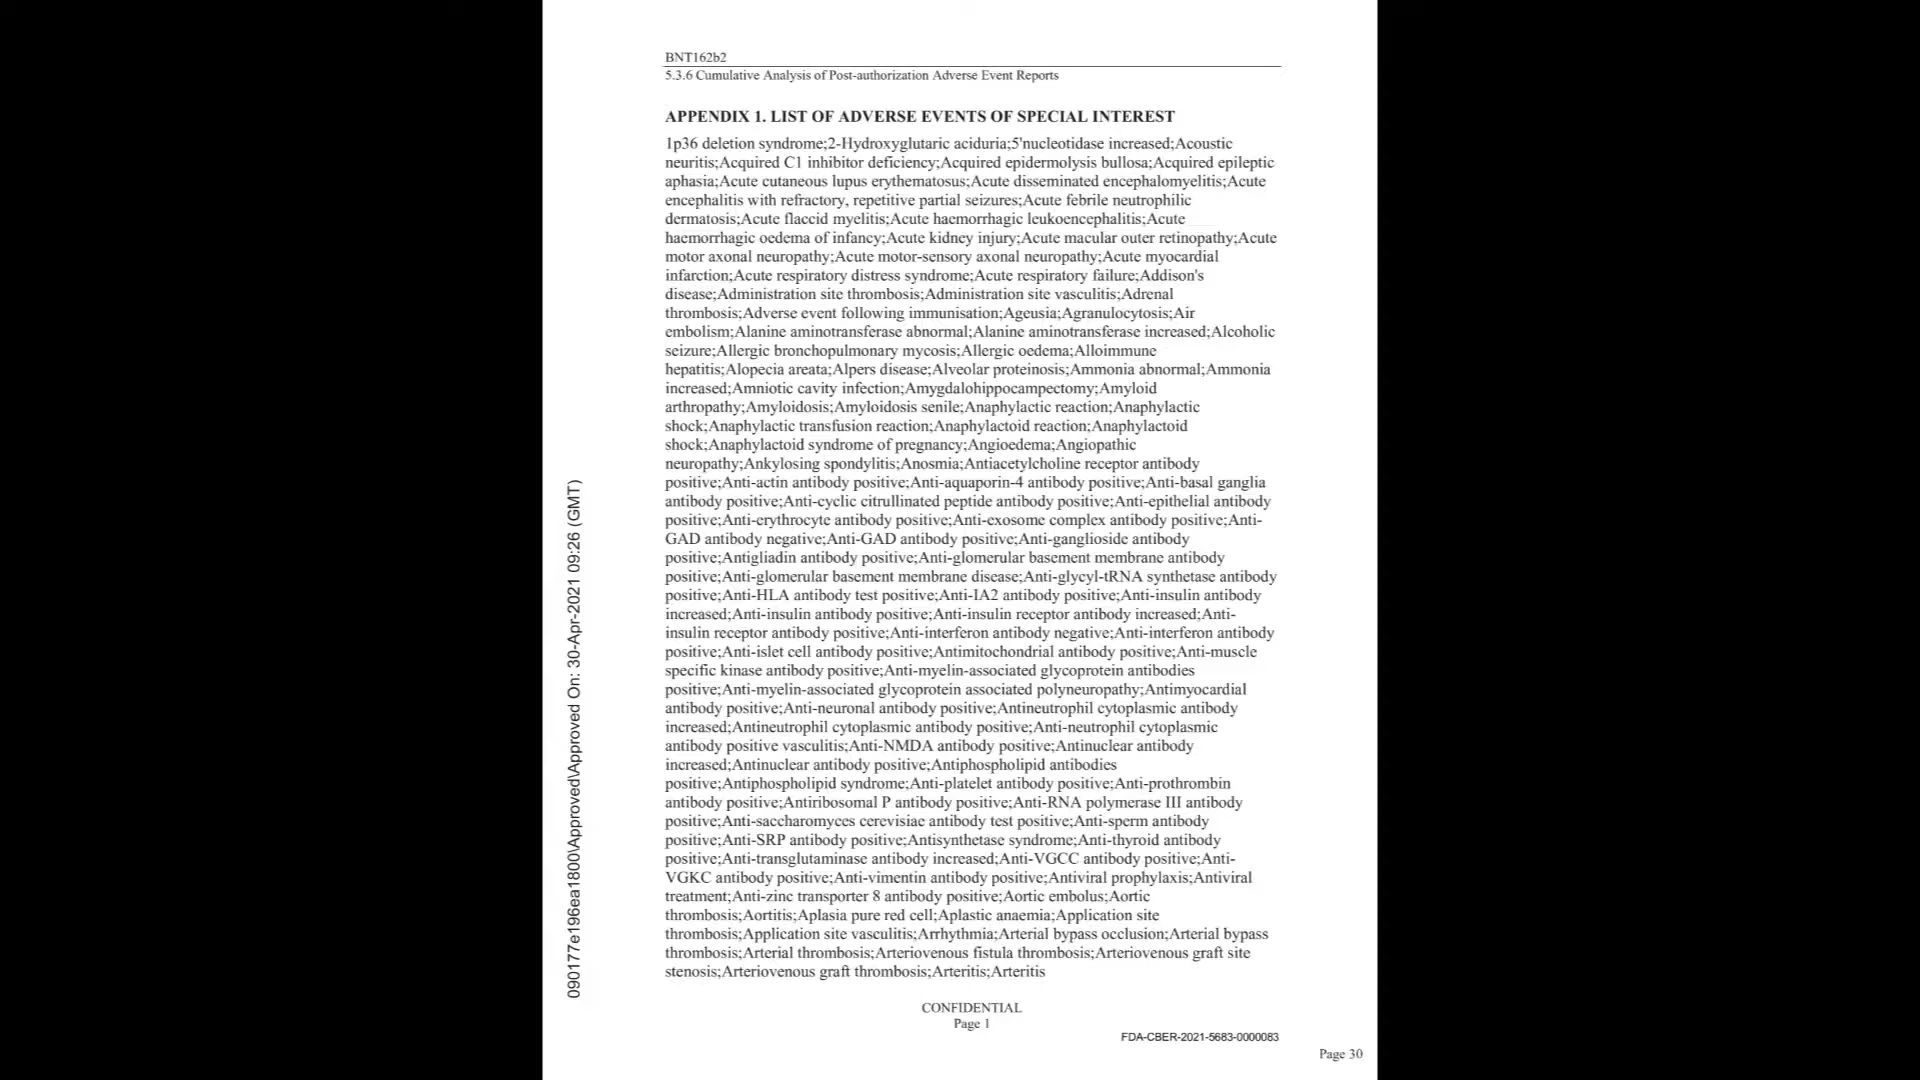 BNT162b2
5.3.6 Cumulative Analysis of Post-authorization Adverse Event Reports
APPENDIX 1. LIST OF ADVERSE EVENTS OF SPECIAL INTEREST
1p36 deletion syndrome;2-Hydroxyglutaric aciduria;5'nucleotidase increased;Acoustic
neuritis;Acquired C1 inhibitor deficiency;Acquired epidermolysis bullosa;Acquired epileptic
aphasia;Acute cutaneous lupus erythematosus;Acute disseminated encephalomyelitis;Acute
encephalitis with refractory, repetitive partial seizures;Acute febrile neutrophilic
dermatosis;Acute flaccid myelitis;Acute haemorrhagic leukoencephalitis;Acute
haemorrhagic oedema of infancy;Acute kidney injury;Acute macular outer retinopathy;Acute
motor axonal neuropathy;Acute motor-sensory axonal neuropathy;Acute myocardial
infarction;Acute respiratory distress syndrome;Acute respiratory failure;Addison's
disease;Administration site thrombosis;Administration site vasculitis;Adrenal
thrombosis;Adverse event following immunisation;Ageusia;Agranulocytosis;Air
embolism;Alanine aminotransferase abnormal;Alanine aminotransferase increased;Alcoholic
seizure;Allergic bronchopulmonary mycosis;Allergic oedema;Alloimmune
hepatitis;Alopecia areata;Alpers disease;Alveolar proteinosis;Ammonia abnormal;Ammonia
increased;Amniotic cavity infection;Amygdalohippocampectomy;Amyloid
arthropathy;Amyloidosis;Amyloidosis senile;Anaphylactic reaction;Anaphylactic
shock;Anaphylactic transfusion reaction;Anaphylactoid reaction;Anaphylactoid
shock;Anaphylactoid syndrome of pregnancy;Angioedema;Angiopathic
neuropathy;Ankylosing spondylitis;Anosmia;Antiacetylcholine receptor antibody
positive;Anti-actin antibody positive;Anti-aquaporin-4 antibody positive;Anti-basal ganglia
antibody positive;Anti-cyclic citrullinated peptide antibody positive;Anti-epithelial antibody
positive;Anti-erythrocyte antibody positive;Anti-exosome complex antibody positive;Anti-
GAD antibody negative;Anti-GAD antibody positive;Anti-ganglioside antibody
positive;Antigliadin antibody positive;Anti-glomerular basement membrane antibody
positive;Anti-glomerular basement membrane disease;Anti-glycyl-tRNA synthetase antibody
positive;Anti-HLA antibody test positive;Anti-IA2 antibody positive;Anti-insulin antibody
increased;Anti-insulin antibody positive;Anti-insulin receptor antibody increased;Anti-
insulin receptor antibody positive;Anti-interferon antibody negative;Anti-interferon antibody
positive;Anti-islet cell antibody positive;Antimitochondrial antibody positive;Anti-muscle
specific kinase antibody positive;Anti-myelin-associated glycoprotein antibodies
positive;Anti-myelin-associated glycoprotein associated polyneuropathy;Antimyocardial
antibody positive;Anti-neuronal antibody positive;Antineutrophil cytoplasmic antibody
increased;Antineutrophil cytoplasmic antibody positive;Anti-neutrophil cytoplasmic
antibody positive vasculitis;Anti-NMDA antibody positive;Antinuclear antibody
increased;Antinuclear antibody positive;Antiphospholipid antibodies
positive;Antiphospholipid syndrome;Anti-platelet antibody positive;Anti-prothrombin
antibody positive;Antiribosomal P antibody positive;Anti-RNA polymerase III antibody
positive;Anti-saccharomyces cerevisiae antibody test positive;Anti-sperm antibody
positive;Anti-SRP antibody positive;Antisynthetase syndrome;Anti-thyroid antibody
positive;Anti-transglutaminase antibody increased;Anti-VGCC antibody positive;Anti-
VGKC antibody positive;Anti-vimentin antibody positive;Antiviral prophylaxis;Antiviral
treatment;Anti-zinc transporter 8 antibody positive;Aortic embolus;Aortic
thrombosis;Aortitis;Aplasia pure red cell;Aplastic anaemia;Application site
thrombosis;Application site vasculitis;Arrhythmia;Arterial bypass occlusion;Arterial bypass
thrombosis;Arterial thrombosis;Arteriovenous fistula thrombosis;Arteriovenous graft site
stenosis;Arteriovenous graft thrombosis;Arteritis;Arteritis
090177e196ea1800\Approved\Approved On: 30-Apr-2021 09:26 (GMT)
CONFIDENTIAL
Page 1
FDA-CBER-2021-5683-0000083
Page 30